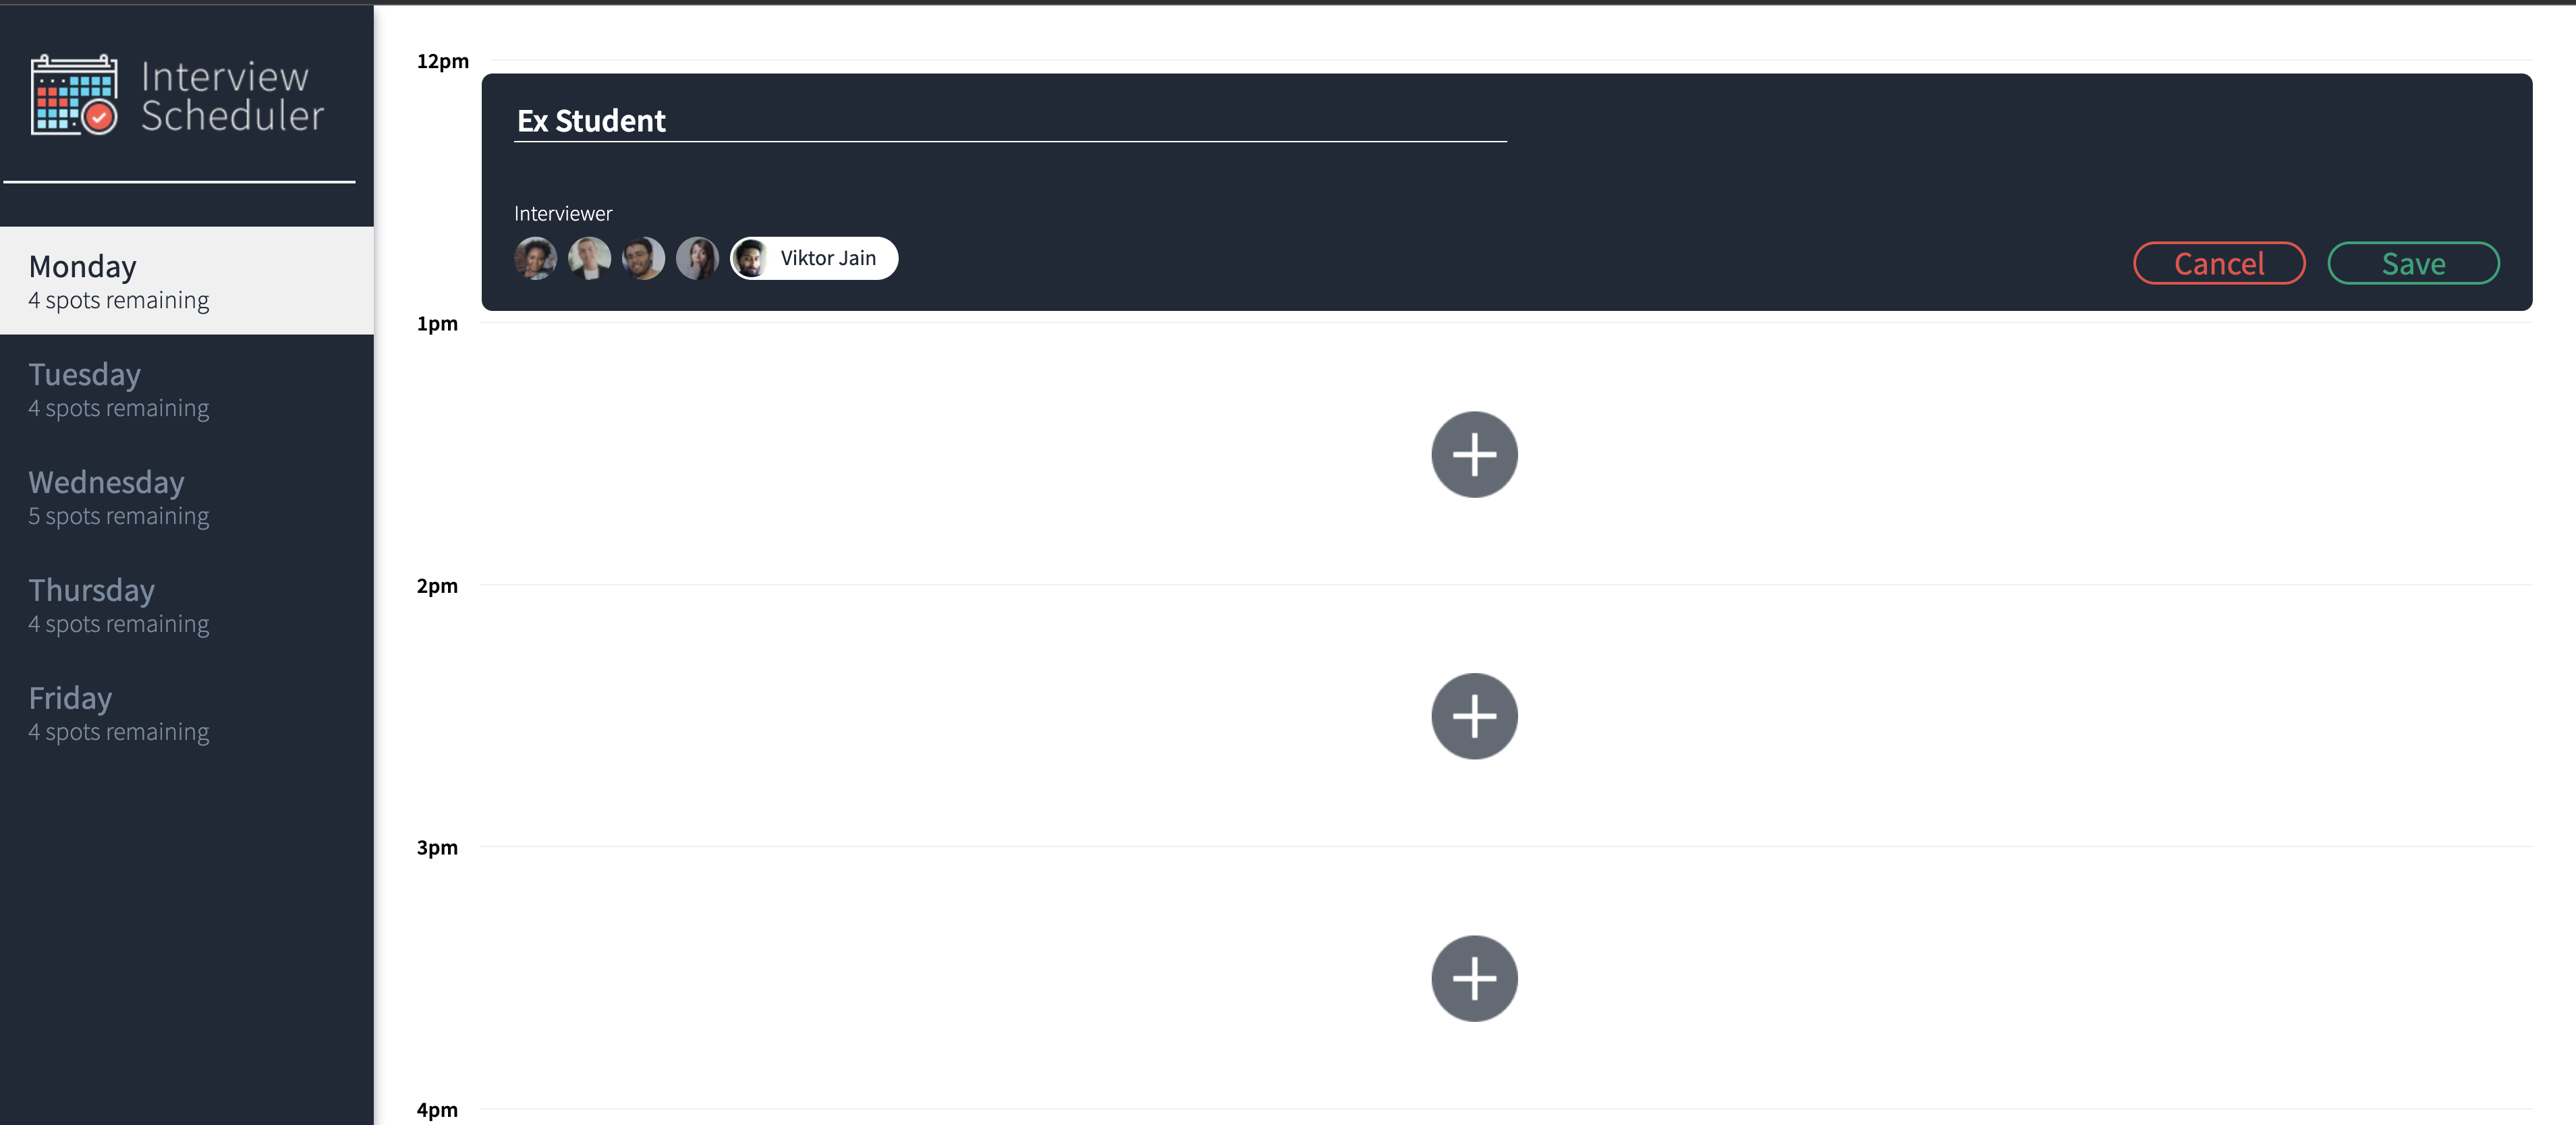 Interview
Scheduler
Monday
4 spots remaining
Tuesday
4 spots remaining
Wednesday
5 spots remaining
Thursday
4 spots remaining
Friday
4 spots remaining
12pm
Ex Student
Interviewer
Viktor Jain
Cancel
Save
1pm
2pm
3pm
4pm